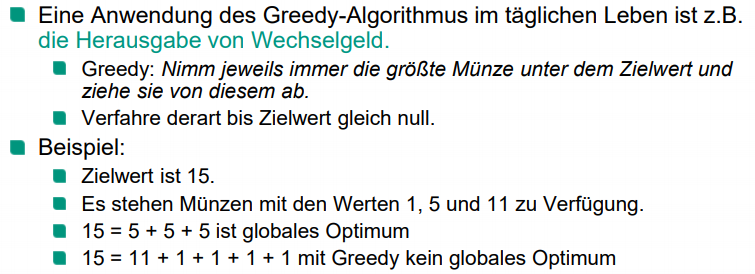 Eine Anwendung des Greedy-Algorithmus im täglichen Leben ist z.B.
die Herausgabe von Wechselgeld.
Greedy: Nimm jeweils immer die größte Münze unter dem Zielwert und
ziehe sie von diesem ab.
Verfahre derart bis Zielwert gleich null.
Beispiel:
Zielwert ist 15.
Es stehen Münzen mit den Werten 1, 5 und 11 zu Verfügung.
15 = 5 + 5 + 5 ist globales Optimum
15 = 11 + 1 + 1 + 1 + 1 mit Greedy kein globales Optimum